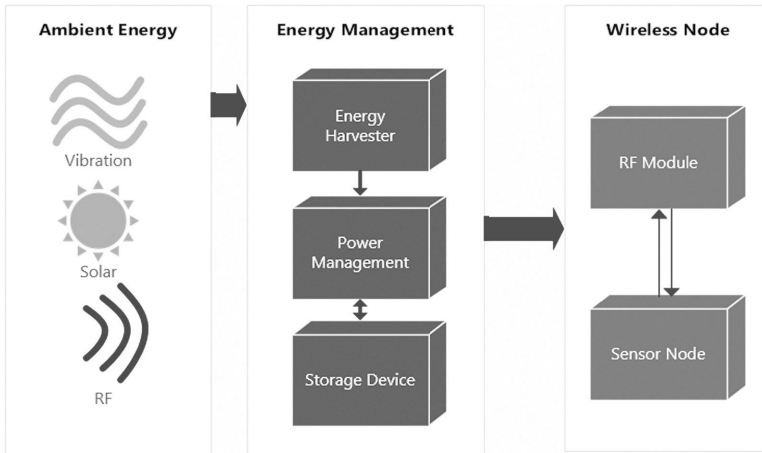 Ambient Energy
Vibration
Solar
RF
Energy Management
Energy
Harvester
Power
Management
Storage Device
Wireless Node
RF Module
Sensor Node